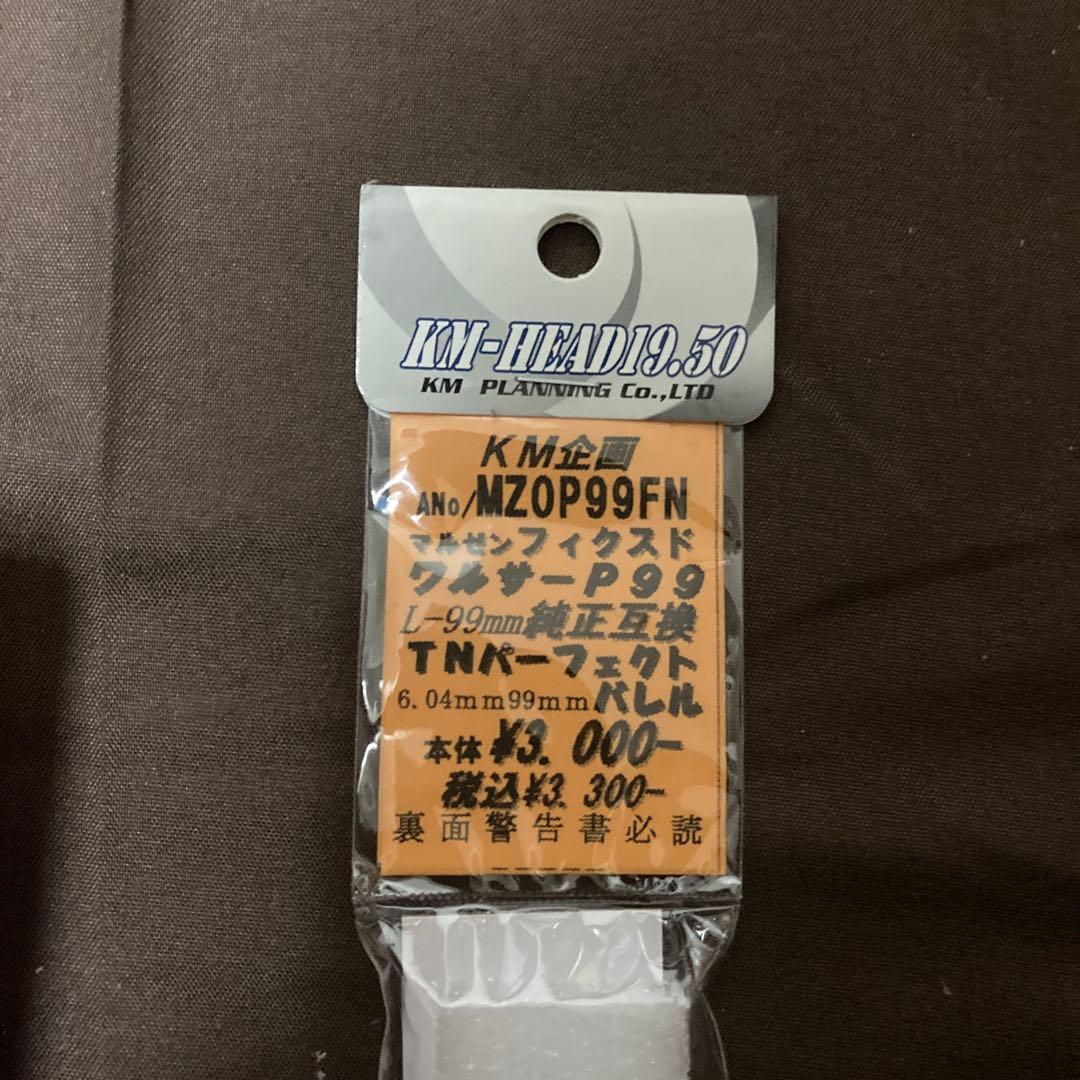 KM-HEAD19.50
KM PLANNING Co.,LTD
KM企画
ANo/MZOP99FN
マルゼンフィクスド
ワルサーP99
L-99mm純正互換
TNパーフェクト
6.04mm99mmバレル
本体¥3.000-
税込¥3.300-
裏面警告書必読